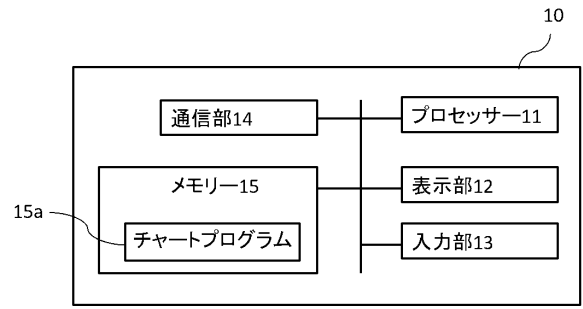 10
通信部14
プロセッサー11
メモリー15
表示部12
15a
チャートプログラム
入力部13